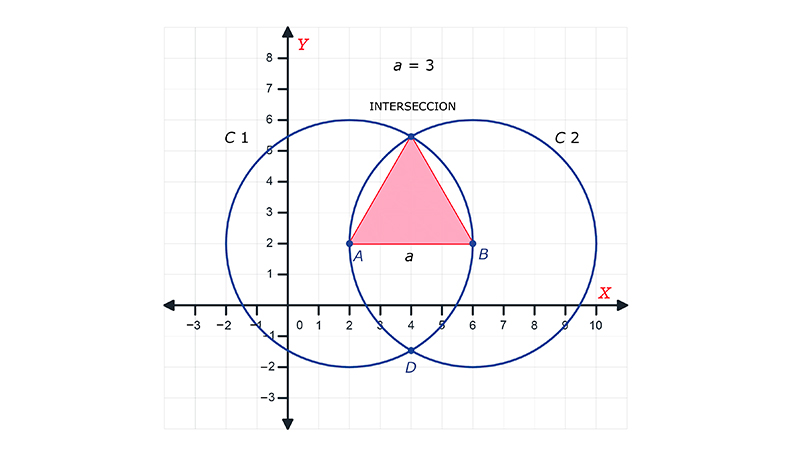 Y
8
a = 3
7
INTERSECCION
6
C 1
C 2
5
4
3
2
A
a
B
1
X
−3 −2 −1 0 1 2 3 4 5 6 7 8 9 10
−1
−2
D
−3